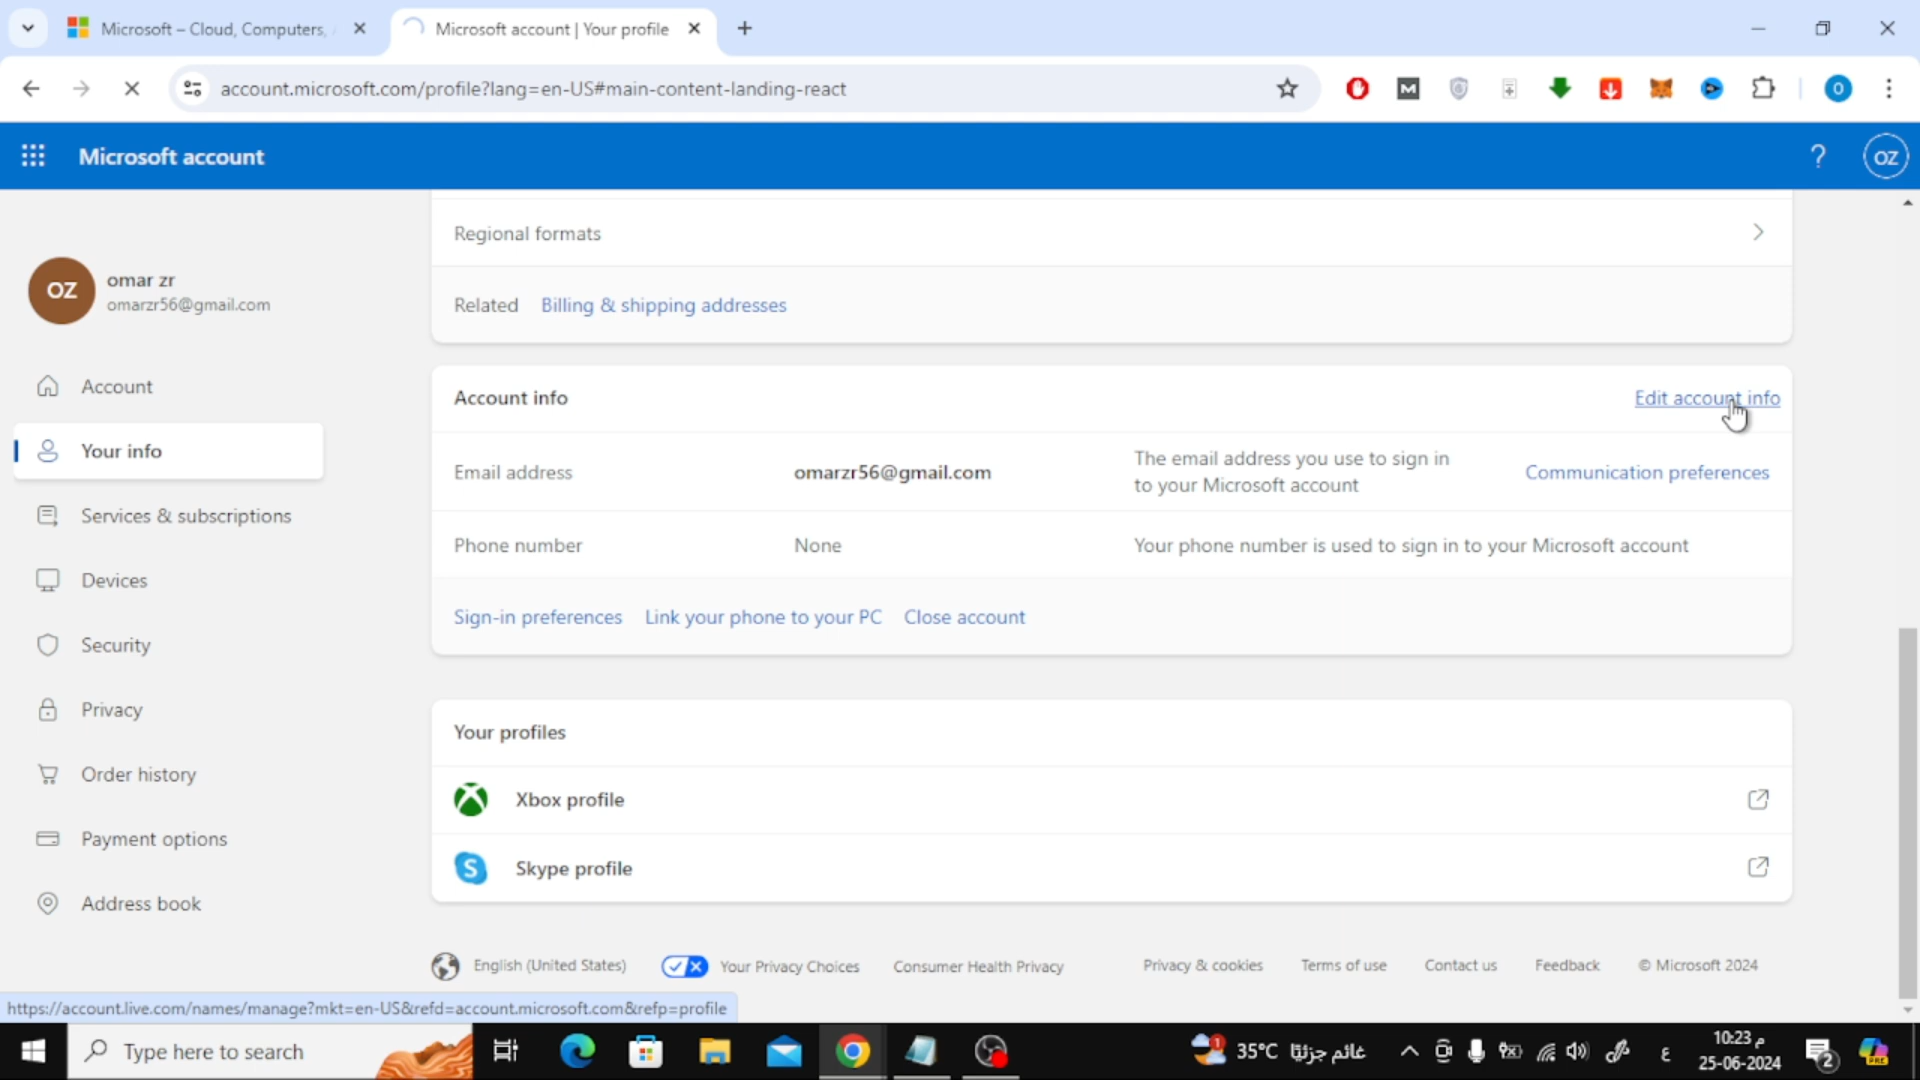 Microsoft – Cloud, Computers,
Microsoft account | Your profile
account.microsoft.com/profile?lang=en-US#main-content-landing-react
O
Microsoft account
?
OZ
OZ
omar zr
omarzr56@gmail.com
Account
Your info
Services & subscriptions
Devices
Security
Privacy
Order history
Payment options
Address book
Regional formats
Related Billing & shipping addresses
Account info
Edit account info
Email address
omarzr56@gmail.com
The email address you use to sign in
to your Microsoft account
Communication preferences
Phone number
None
Your phone number is used to sign in to your Microsoft account
Sign-in preferences Link your phone to your PC Close account
Your profiles
Xbox profile
Skype profile
English (United States)
Your Privacy Choices
Consumer Health Privacy
Privacy & cookies
Terms of use
Contact us
Feedback
© Microsoft 2024
https://account.live.com/names/manage?mkt=en-US&refd=account.microsoft.com&refp=profile
Type here to search
35°C غائم جزئيًا
ع
10:23 م
25-06-2024
2